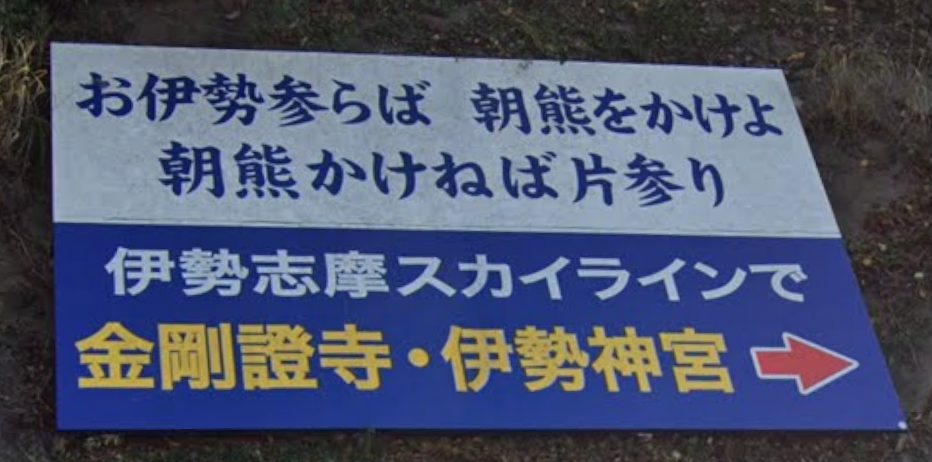 お伊勢参らば 朝熊をかけよ
朝熊かけねば片参り
伊勢志摩スカイラインで
金剛證寺・伊勢神宮